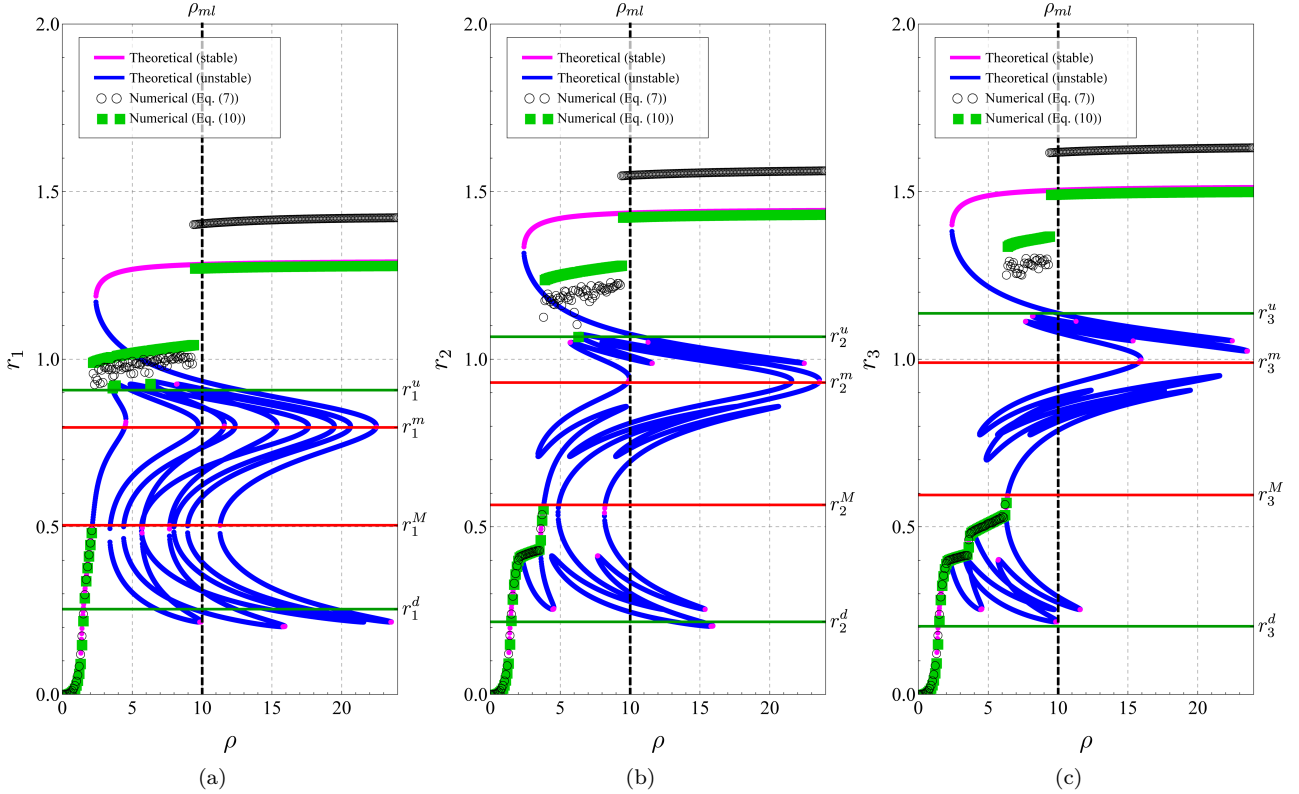 ρ_ml
2.0
1.5
1.0
0.5
0.0
0
5
10
15
20
r_1
ρ
Theoretical (stable)
Theoretical (unstable)
Numerical (Eq. (7))
Numerical (Eq. (10))
r_1^u
r_1^m
r_1^M
r_1^d
(a)
ρ_ml
2.0
1.5
1.0
0.5
0.0
0
5
10
15
20
r_2
ρ
Theoretical (stable)
Theoretical (unstable)
Numerical (Eq. (7))
Numerical (Eq. (10))
r_2^u
r_2^m
r_2^M
r_2^d
(b)
ρ_ml
2.0
1.5
1.0
0.5
0.0
0
5
10
15
20
r_3
ρ
Theoretical (stable)
Theoretical (unstable)
Numerical (Eq. (7))
Numerical (Eq. (10))
r_3^u
r_3^m
r_3^M
r_3^d
(c)